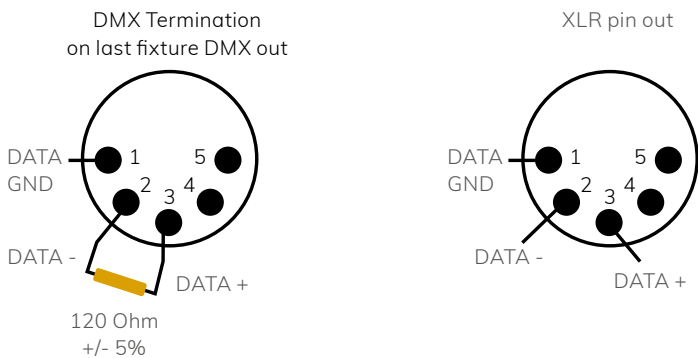 DMX Termination
on last fixture DMX out
DATA
GND
1
2
3
4
5
DATA -
DATA +
120 Ohm
+/- 5%
XLR pin out
DATA
GND
1
2
3
4
5
DATA -
DATA +